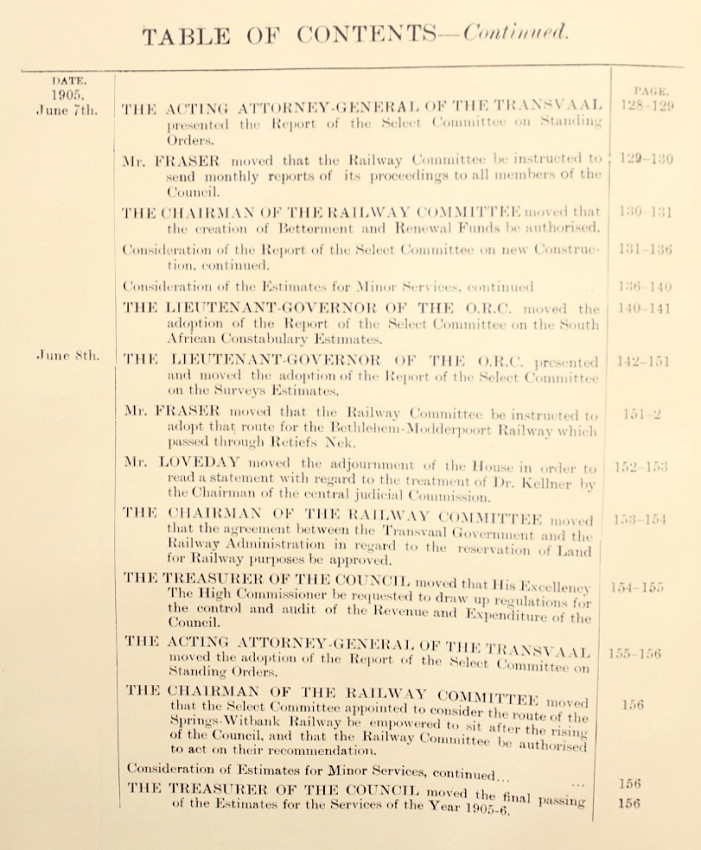 TABLE OF CONTENTS—Continued.
DATE.
1905. PAGE.
June 7th. THE ACTING ATTORNEY-GENERAL OF THE TRANSVAAL 128-129
presented the Report of the Select Committee on Standing
Orders.
Mr. FRASER moved that the Railway Committee be instructed to 129-130
send monthly reports of its proceedings to all members of the
Council.
THE CHAIRMAN OF THE RAILWAY COMMITTEE moved that 130-131
the creation of Betterment and Renewal Funds be authorised.
Consideration of the Report of the Select Committee on new Construc- 131-136
tion, continued.
Consideration of the Estimates for Minor Services, continued .. 136-140
THE LIEUTENANT-GOVERNOR OF THE O.R.C. moved the 140-141
adoption of the Report of the Select Committee on the South
African Constabulary Estimates.
June 8th. THE LIEUTENANT-GOVERNOR OF THE O.R.C. presented 142-151
and moved the adoption of the Report of the Select Committee
on the Surveys Estimates.
Mr. FRASER moved that the Railway Committee be instructed to 151-2
adopt that route for the Bethlehem-Modderpoort Railway which
passed through Retiefs Nek.
Mr. LOVEDAY moved the adjournment of the House in order to 152-153
read a statement with regard to the treatment of Dr. Kellner by
the Chairman of the central judicial Commission.
THE CHAIRMAN OF THE RAILWAY COMMITTEE moved 153-154
that the agreement between the Transvaal Government and the
Railway Administration in regard to the reservation of Land
for Railway purposes be approved.
THE TREASURER OF THE COUNCIL moved that His Excellency 154-155
The High Commissioner be requested to draw up regulations for
the control and audit of the Revenue and Expenditure of the
Council.
THE ACTING ATTORNEY-GENERAL OF THE TRANSVAAL 155-156
moved the adoption of the Report of the Select Committee on
Standing Orders.
THE CHAIRMAN OF THE RAILWAY COMMITTEE moved 156
that the Select Committee appointed to consider the route of the
Springs-Witbank Railway be empowered to sit after the rising
of the Council, and that the Railway Committee be authorised
to act on their recommendation.
Consideration of Estimates for Minor Services, continued... ... 156
THE TREASURER OF THE COUNCIL moved the final passing 156
of the Estimates for the Services of the Year 1905-6.